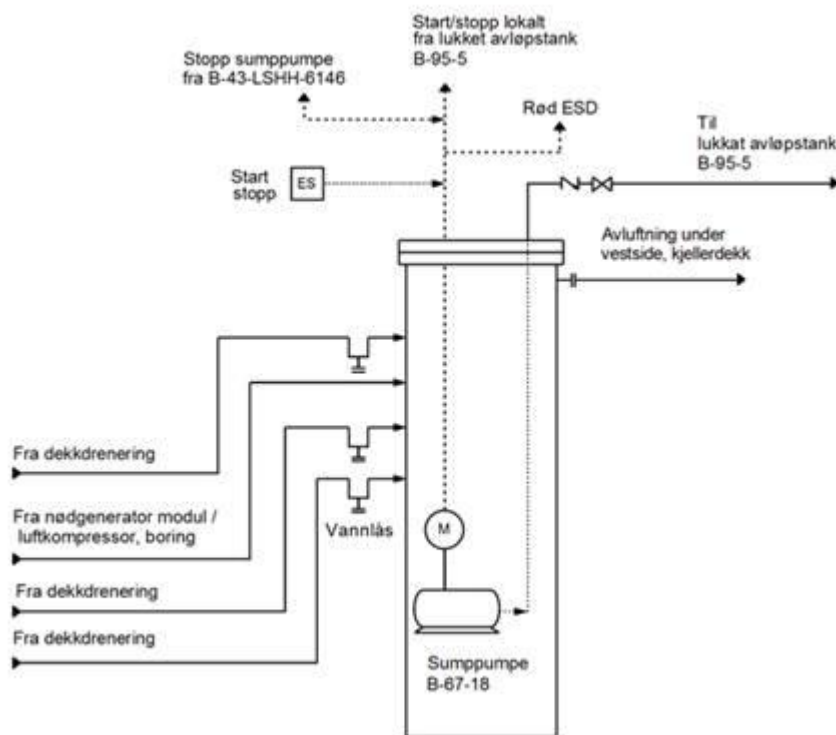 Start/stopp lokalt
fra lukket avløpstank
B-95-5
Stopp sumppumpe
fra B-43-LSHH-6146
Rød ESD
Till
lukkat avløpstank
B-95-5
Start
stopp
ES
Avluftning under
vestside, kjellerdekk
Fra dekkdrenering
Fra nødgenerator modul /
luftkompressor, boring
Vannlås
M
Fra dekkdrenering
Fra dekkdrenering
Sumppumpe
B-67-18